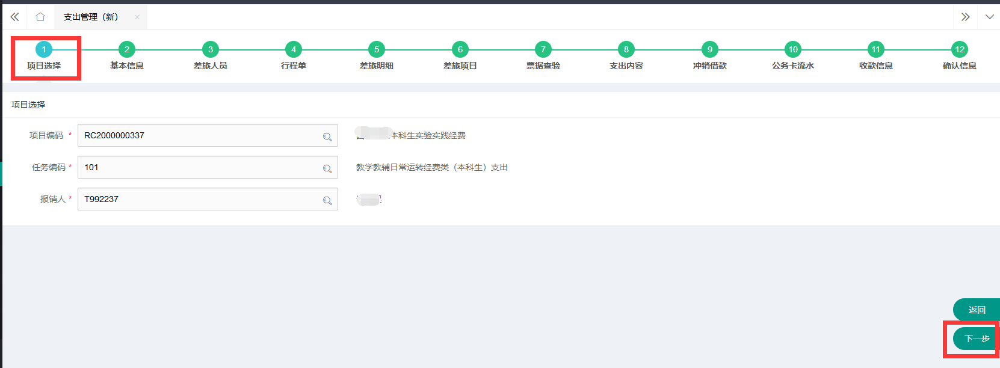 支出管理（新）
1 2 3 4 5 6 7 8 9 10 11 12
项目选择 基本信息 差旅人员 行程单 差旅明细 差旅项目 票据查验 支出内容 冲销借款 公务卡流水 收款信息 确认信息
项目选择
项目编码 * RC2000000337 本科生实验实践经费
任务编码 * 101 教学教辅日常运转经费类（本科生）支出
报销人 * T992237
返回
下一步